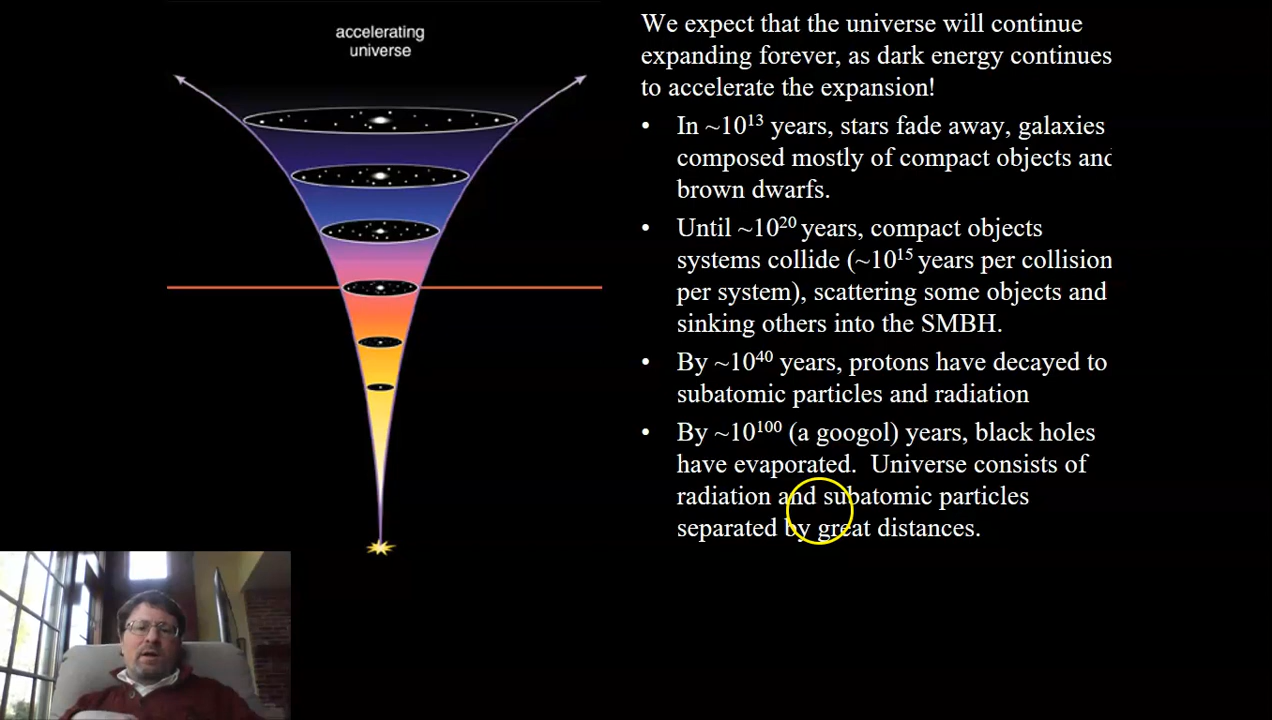 accelerating
universe
We expect that the universe will continue
expanding forever, as dark energy continues
to accelerate the expansion!
• In ~10¹³ years, stars fade away, galaxies
composed mostly of compact objects and
brown dwarfs.
• Until ~10²⁰ years, compact objects
systems collide (~10¹⁵ years per collision
per system), scattering some objects and
sinking others into the SMBH.
• By ~10⁴⁰ years, protons have decayed to
subatomic particles and radiation
• By ~10¹⁰⁰ (a googol) years, black holes
have evaporated.  Universe consists of
radiation and subatomic particles
separated by great distances.